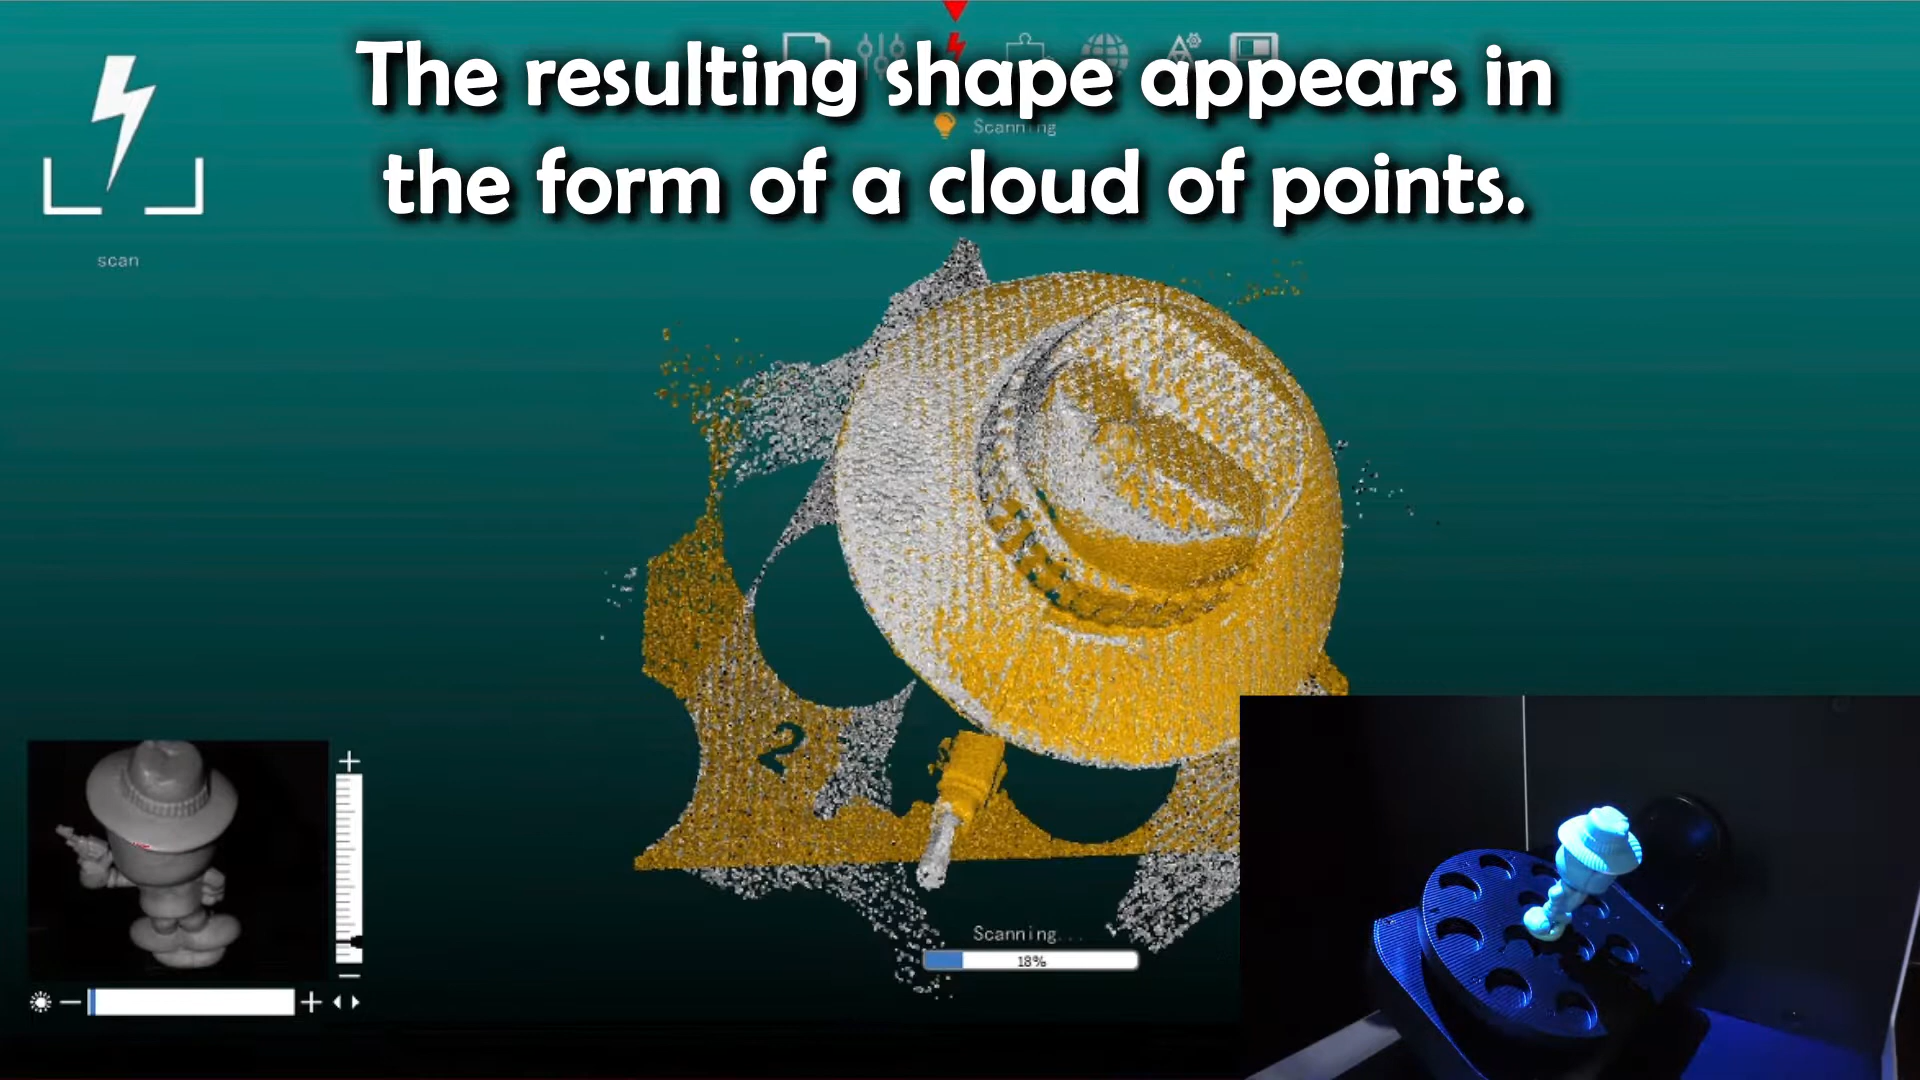 The resulting shape appears in
the form of a cloud of points.
Scanning
scan
2
Scanning...
18%